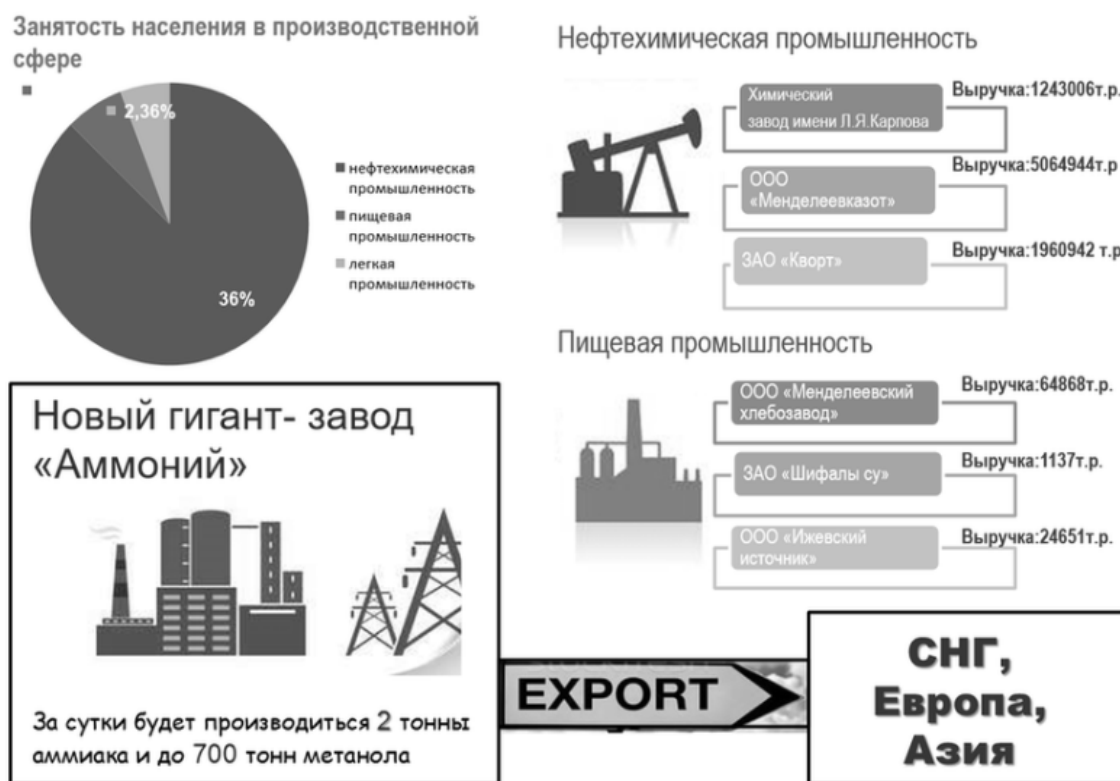 Занятость населения в производственной
сфере
2,36%
36%
нефтехимическая
промышленность
пищевая
промышленность
легкая
промышленность
Нефтехимическая промышленность
Химический
завод имени Л.Я.Карпова
Выручка:1243006т.р.
ООО
«Менделеевказот»
Выручка:5064944т.р
ЗАО «Кворт»
Выручка:1960942 т.р
Пищевая промышленность
ООО «Менделеевский
хлебозавод»
Выручка:64868т.р.
ЗАО «Шифалы су»
Выручка:1137т.р.
ООО «Ижевский
источник»
Выручка:24651т.р.
Новый гигант- завод
«Аммоний»
За сутки будет производиться 2 тонны
аммиака и до 700 тонн метанола
EXPORT
СНГ,
Европа,
Азия